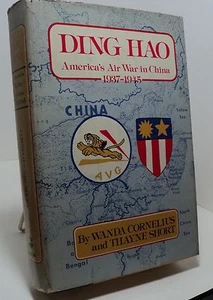 DING HAO
America's Air War in China
1937-1945
CHINA
AVG
By WANDA CORNELIUS
and THAYNE SHORT